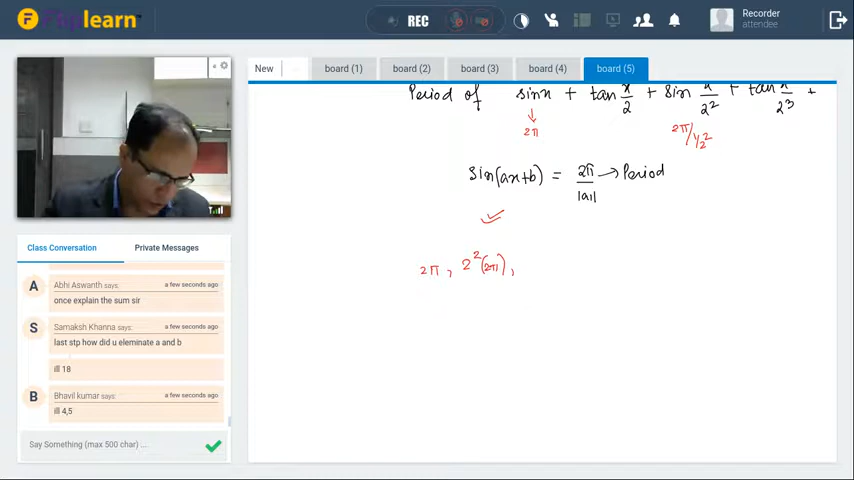 Fliplearn
REC
Recorder
attendee
New
board (1)
board (2)
board (3)
board (4)
board (5)
Period of sinx + tan x/2 + sin x/2² + tan x/2³ +
2π
2π/1/2²
sin(ax+b) = 2π/|a| → Period
2π, 2²(2π),
Class Conversation
Private Messages
A
Abhi Aswanth says:
a few seconds ago
once explain the sum sir
S
Samaksh Khanna says:
a few seconds ago
last stp how did u eleminate a and b
ill 18
B
Bhavil kumar says:
a few seconds ago
ill 4,5
Say Something (max 500 char) ....